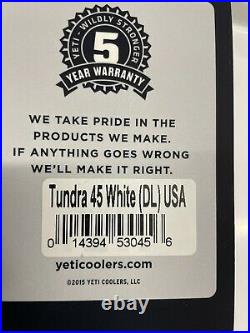 YETI - WILDLY STRONGER
5
YEAR WARRANTY
WE TAKE PRIDE IN THE
PRODUCTS WE MAKE.
IF ANYTHING GOES WRONG
WE'LL MAKE IT RIGHT.
Tundra 45 White (DL) USA
0 14394 53045 6
yeticoolers.com
©2015 YETI COOLERS, LLC